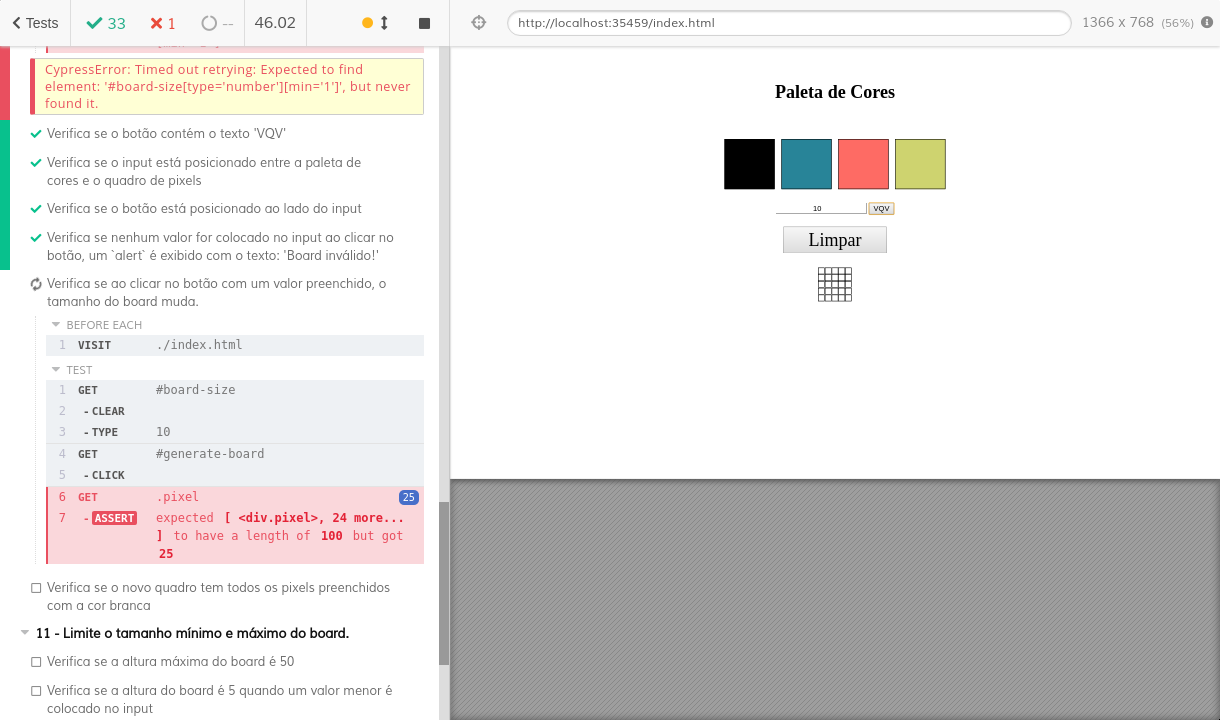 Tests
33
1
--
46.02
http://localhost:35459/index.html
1366 x 768 (56%)
CypressError: Timed out retrying: Expected to find
element: '#board-size[type='number'][min='1']', but never
found it.
Verifica se o botão contém o texto 'VQV'
Verifica se o input está posicionado entre a paleta de
cores e o quadro de pixels
Verifica se o botão está posicionado ao lado do input
Verifica se nenhum valor for colocado no input ao clicar no
botão, um `alert` é exibido com o texto: 'Board inválido!'
Verifica se ao clicar no botão com um valor preenchido, o
tamanho do board muda.
BEFORE EACH
1 VISIT ./index.html
TEST
1 GET #board-size
2 -CLEAR
3 -TYPE 10
4 GET #generate-board
5 -CLICK
6 GET .pixel 25
7 -ASSERT expected [ <div.pixel>, 24 more...
] to have a length of 100 but got
25
Verifica se o novo quadro tem todos os pixels preenchidos
com a cor branca
11 - Limite o tamanho mínimo e máximo do board.
Verifica se a altura máxima do board é 50
Verifica se a altura do board é 5 quando um valor menor é
colocado no input
Paleta de Cores
10
VQV
Limpar